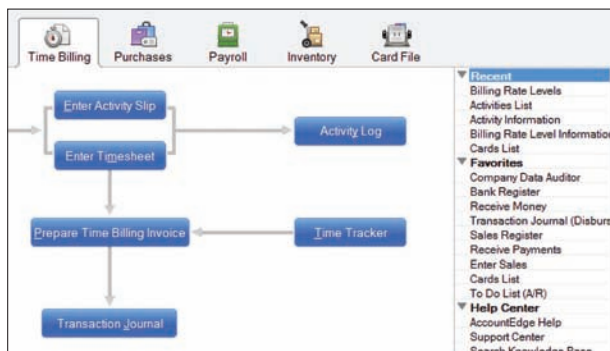 Time Billing
Purchases
Payroll
Inventory
Card File
Enter Activity Slip
Activity Log
Enter Timesheet
Prepare Time Billing Invoice
Time Tracker
Transaction Journal
Recent
Billing Rate Levels
Activities List
Activity Information
Billing Rate Level Information
Cards List
Favorites
Company Data Auditor
Bank Register
Receive Money
Transaction Journal (Disburs
Sales Register
Receive Payments
Enter Sales
Cards List
To Do List (A/R)
Help Center
AccountEdge Help
Support Center
Search Knowledge Base